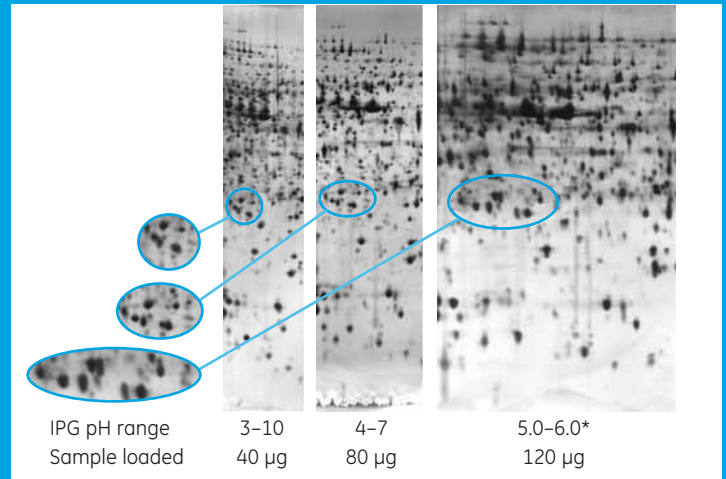 IPG pH range 3–10 4–7 5.0–6.0*
Sample loaded 40 µg 80 µg 120 µg